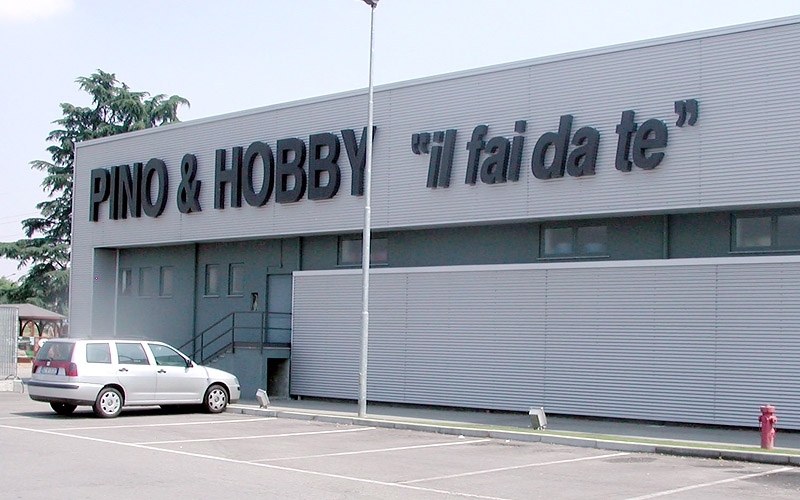 PINO & HOBBY "il fai da te"